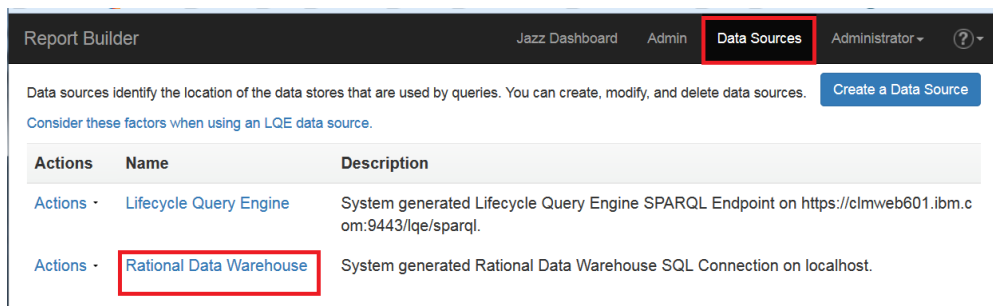 Report Builder Jazz Dashboard Admin Data Sources Administrator ?
Data sources identify the location of the data stores that are used by queries. You can create, modify, and delete data sources. Create a Data Source
Consider these factors when using an LQE data source.
Actions Name Description
Actions Lifecycle Query Engine System generated Lifecycle Query Engine SPARQL Endpoint on https://clmweb601.ibm.c
om:9443/lqe/sparql.
Actions Rational Data Warehouse System generated Rational Data Warehouse SQL Connection on localhost.